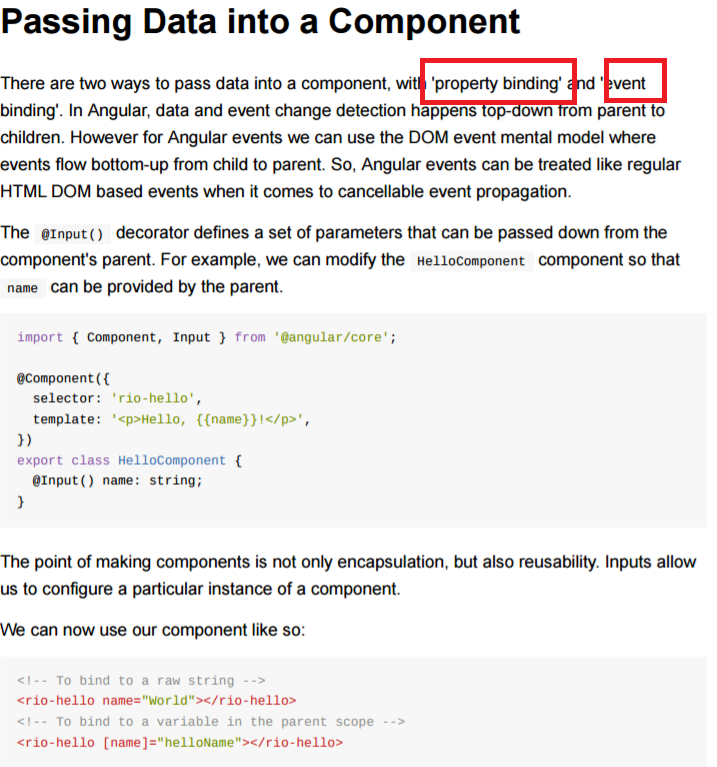 Passing Data into a Component
There are two ways to pass data into a component, with 'property binding' and 'event
binding'. In Angular, data and event change detection happens top-down from parent to
children. However for Angular events we can use the DOM event mental model where
events flow bottom-up from child to parent. So, Angular events can be treated like regular
HTML DOM based events when it comes to cancellable event propagation.
The @Input() decorator defines a set of parameters that can be passed down from the
component's parent. For example, we can modify the HelloComponent component so that
name can be provided by the parent.
import { Component, Input } from '@angular/core';
@Component({
  selector: 'rio-hello',
  template: '<p>Hello, {{name}}!</p>',
})
export class HelloComponent {
  @Input() name: string;
}
The point of making components is not only encapsulation, but also reusability. Inputs allow
us to configure a particular instance of a component.
We can now use our component like so:
<!-- To bind to a raw string -->
<rio-hello name="World"></rio-hello>
<!-- To bind to a variable in the parent scope -->
<rio-hello [name]="helloName"></rio-hello>